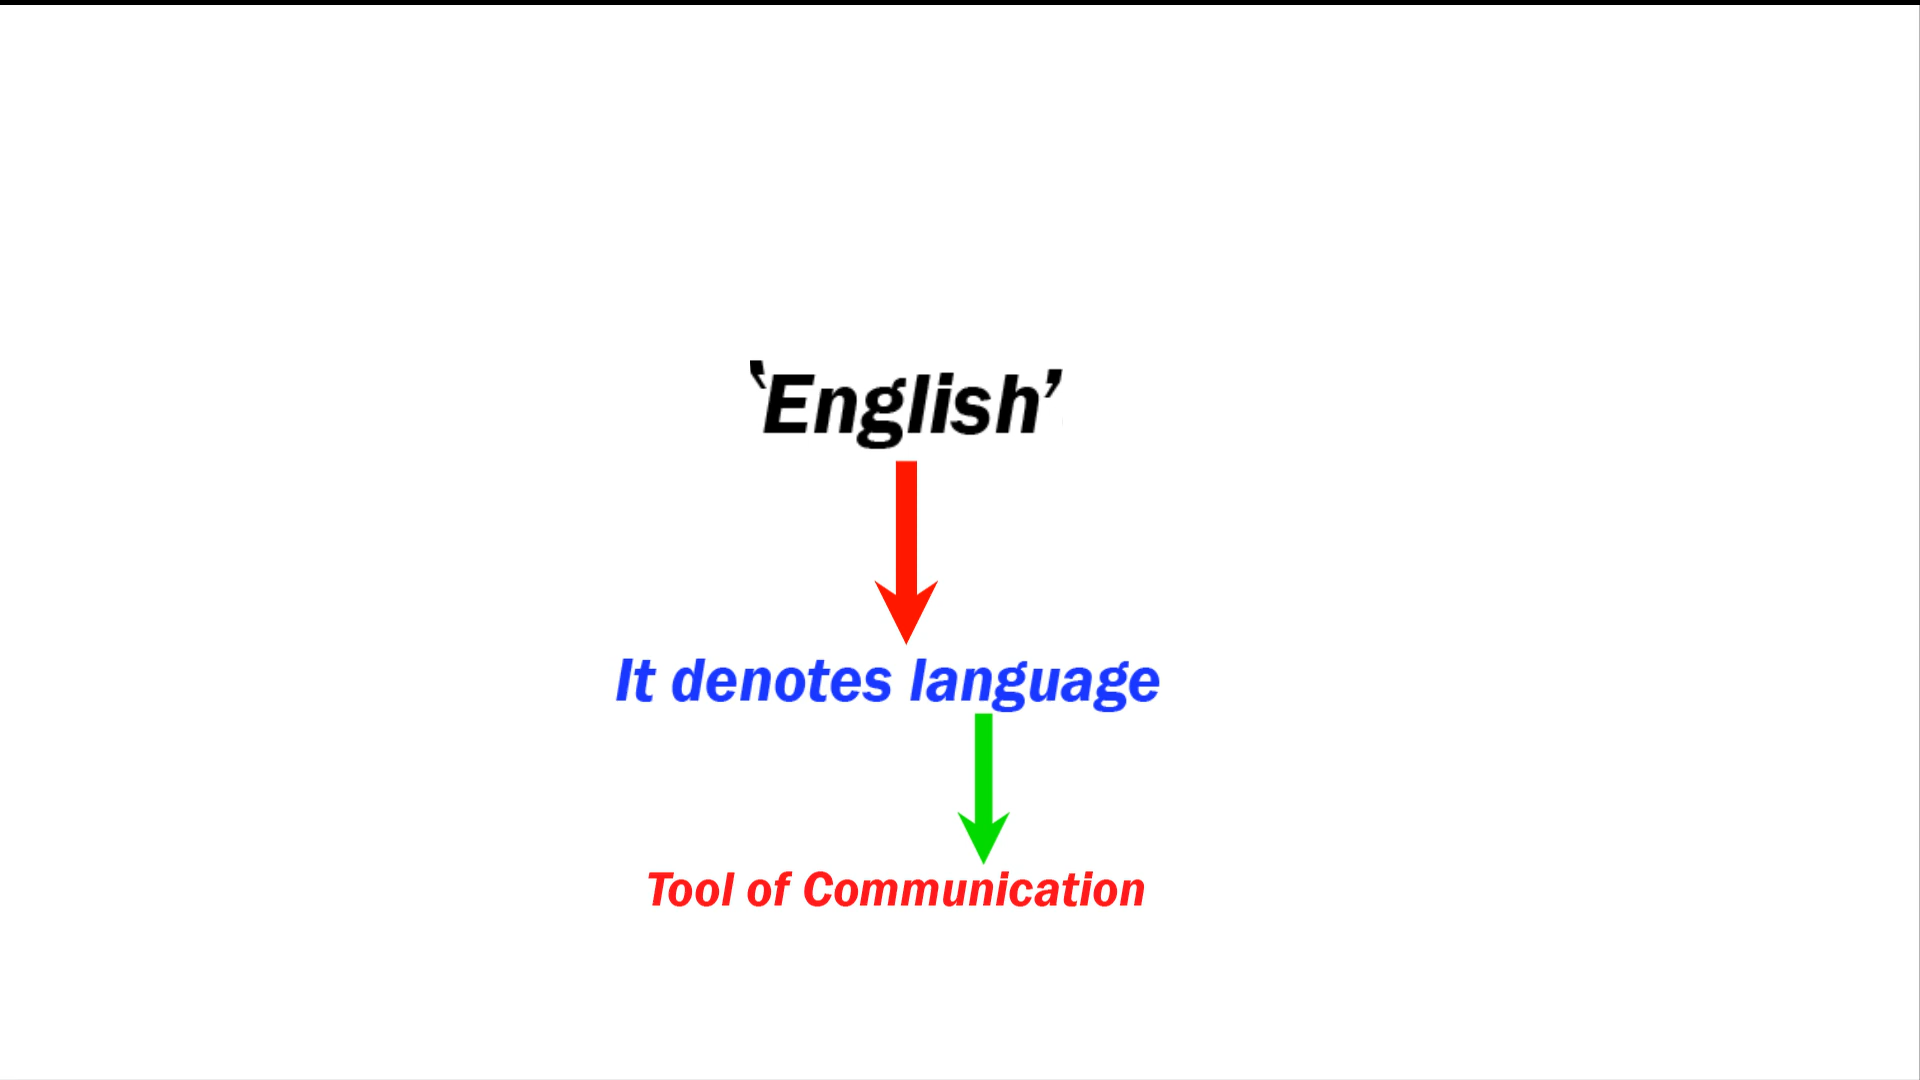 ‘English’
It denotes language
Tool of Communication